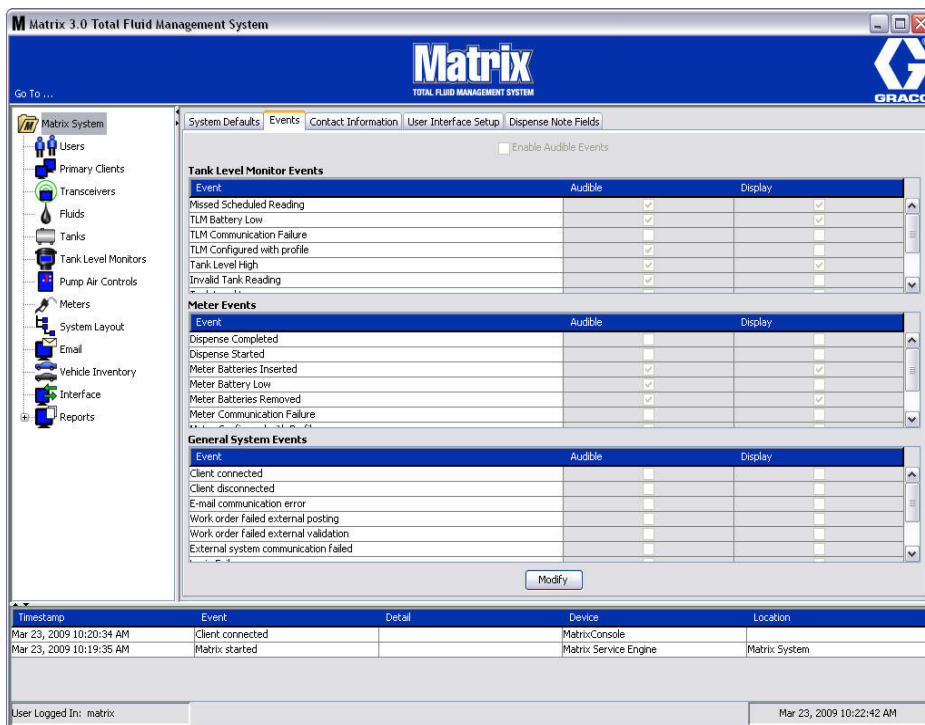 Matrix 3.0 Total Fluid Management System
Matrix
TOTAL FLUID MANAGEMENT SYSTEM
Go To ...
GRACO
Matrix System
Users
Primary Clients
Transceivers
Fluids
Tanks
Tank Level Monitors
Pump Air Controls
Meters
System Layout
Email
Vehicle Inventory
Interface
Reports
System Defaults Events Contact Information User Interface Setup Dispense Note Fields
Enable Audible Events
Tank Level Monitor Events
Event Audible Display
Missed Scheduled Reading
TLM Battery Low
TLM Communication Failure
TLM Configured with profile
Tank Level High
Invalid Tank Reading
Meter Events
Event Audible Display
Dispense Completed
Dispense Started
Meter Batteries Inserted
Meter Battery Low
Meter Batteries Removed
Meter Communication Failure
General System Events
Event Audible Display
Client connected
Client disconnected
E-mail communication error
Work order failed external posting
Work order failed external validation
External system communication failed
Modify
Timestamp Event Detail Device Location
Mar 23, 2009 10:20:34 AM Client connected MatrixConsole
Mar 23, 2009 10:19:35 AM Matrix started Matrix Service Engine Matrix System
User Logged In: matrix Mar 23, 2009 10:22:42 AM